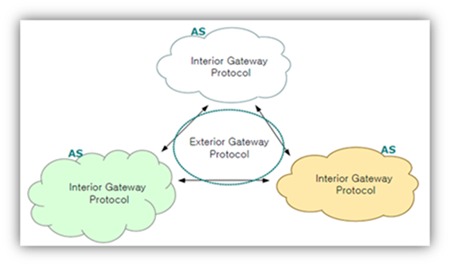 AS
Interior Gateway
Protocol
Exterior Gateway
Protocol
AS
Interior Gateway
Protocol
AS
Interior Gateway
Protocol